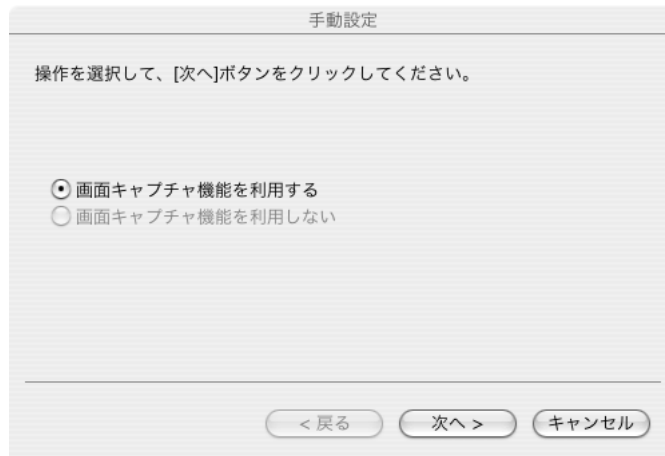 手動設定
操作を選択して、[次へ]ボタンをクリックしてください。
画面キャプチャ機能を利用する
画面キャプチャ機能を利用しない
< 戻る
次へ >
キャンセル